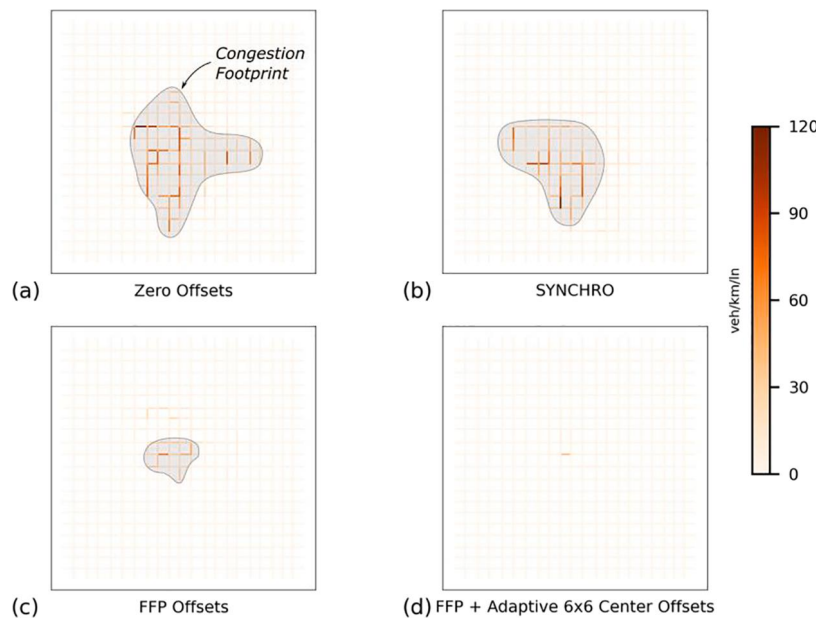 Congestion
Footprint
(a)
Zero Offsets
(b)
SYNCHRO
120
90
60
30
0
veh/km/ln
(c)
FFP Offsets
(d)
FFP + Adaptive 6x6 Center Offsets